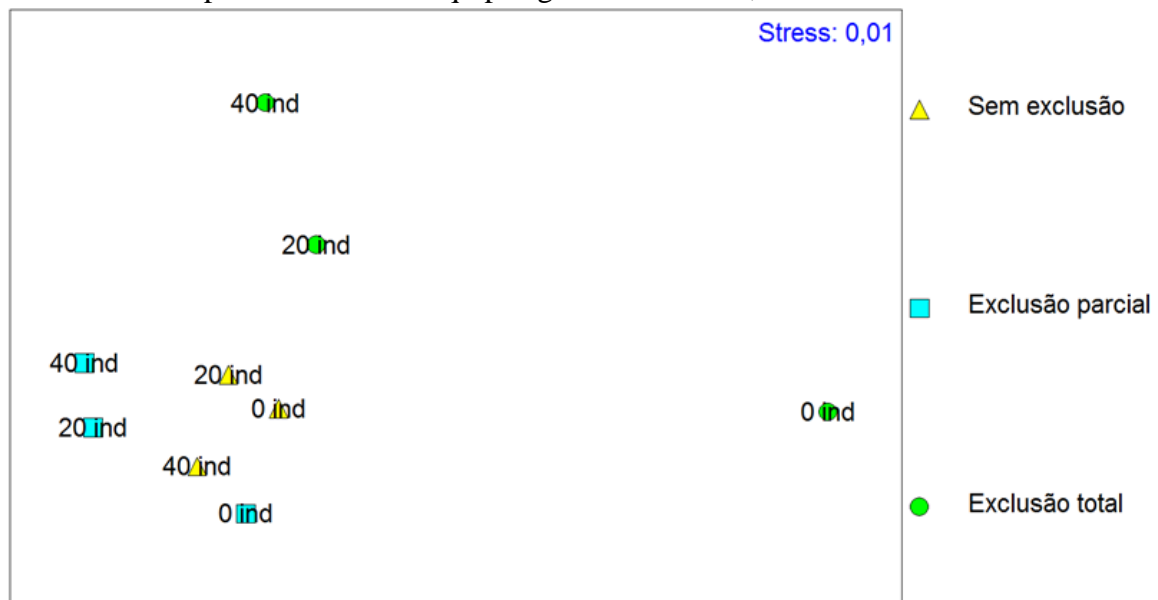 Stress: 0,01
40 ind
Sem exclusão
20 ind
Exclusão parcial
40 ind
20 ind
0 ind
0 ind
20 ind
40 ind
Exclusão total
0 ind